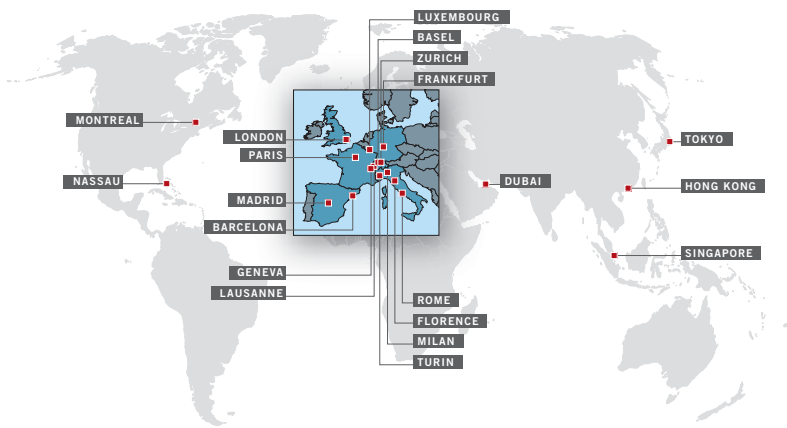 LUXEMBOURG
BASEL
ZURICH
FRANKFURT
MONTREAL
LONDON
PARIS
NASSAU
MADRID
BARCELONA
GENEVA
LAUSANNE
TOKYO
DUBAI
HONG KONG
SINGAPORE
ROME
FLORENCE
MILAN
TURIN